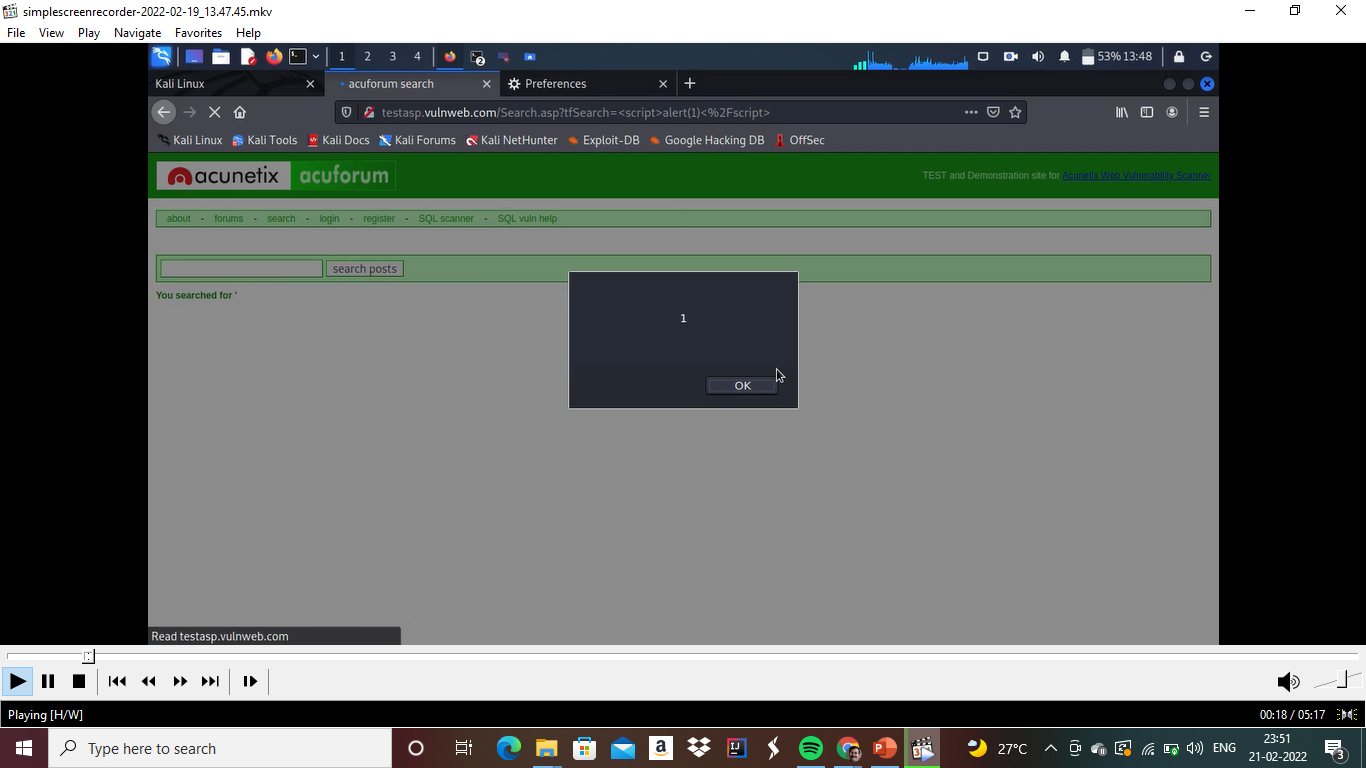 simplescreenrecorder-2022-02-19_13.47.45.mkv
File View Play Navigate Favorites Help
1 2 3 4 2 53% 13:48
Kali Linux acuforum search Preferences
testasp.vulnweb.com/Search.asp?tfSearch=<script>alert(1)<%2Fscript>
Kali Linux Kali Tools Kali Docs Kali Forums Kali NetHunter Exploit-DB Google Hacking DB OffSec
acunetix acuforum TEST and Demonstration site for Acunetix Web Vulnerability Scanner
about - forums - search - login - register - SQL scanner - SQL vuln help
search posts
You searched for '
1
OK
Read testasp.vulnweb.com
Playing [H/W] 00:18 / 05:17
Type here to search 27°C ENG 23:51
21-02-2022 3